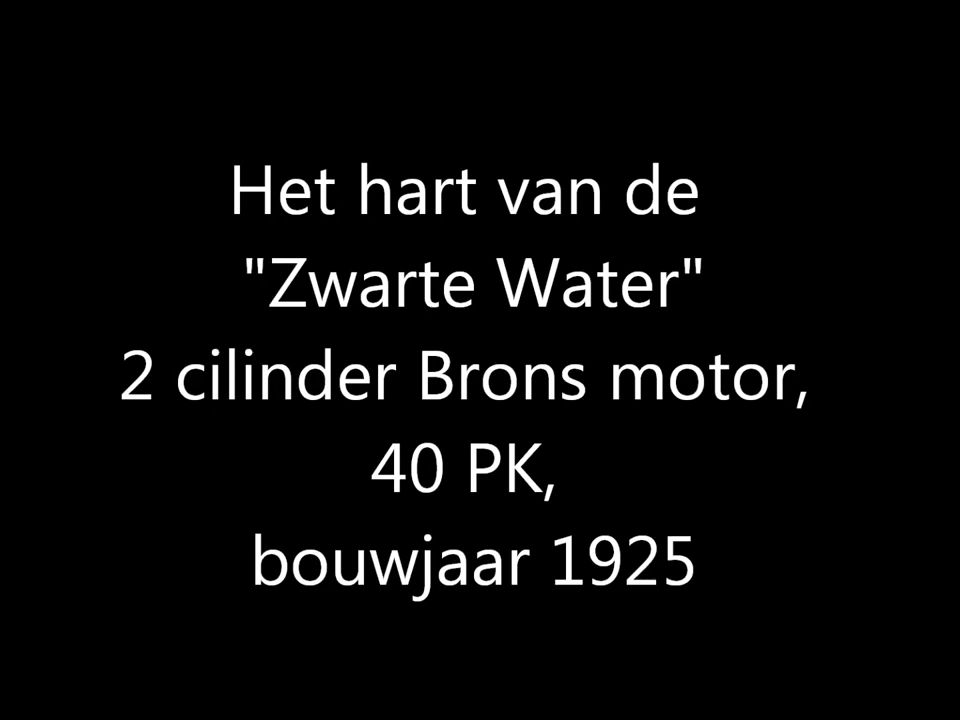 Het hart van de
"Zwarte Water"
2 cilinder Brons motor,
40 PK,
bouwjaar 1925